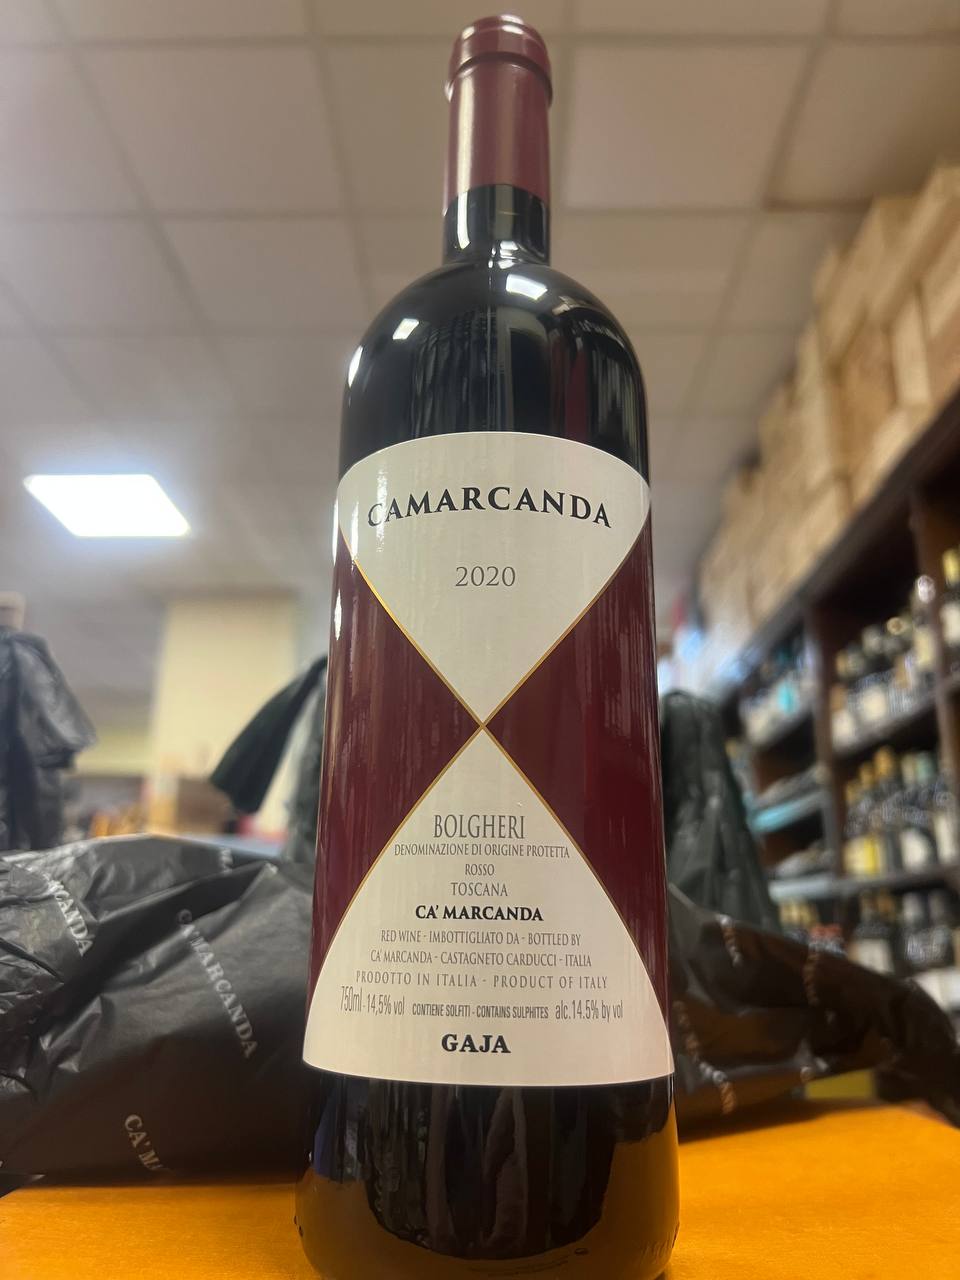 CAMARCANDA
2020
BOLGHERI
DENOMINAZIONE DI ORIGINE PROTETTA
ROSSO
TOSCANA
CA' MARCANDA
RED WINE - IMBOTTIGLIATO DA - BOTTLED BY
CA' MARCANDA - CASTAGNETO CARDUCCI - ITALIA
PRODOTTO IN ITALIA - PRODUCT OF ITALY
750ml-14,5% vol CONTIENE SOLFITI - CONTAINS SULPHITES alc.14.5% by vol
GAJA
CA'MARCANDA